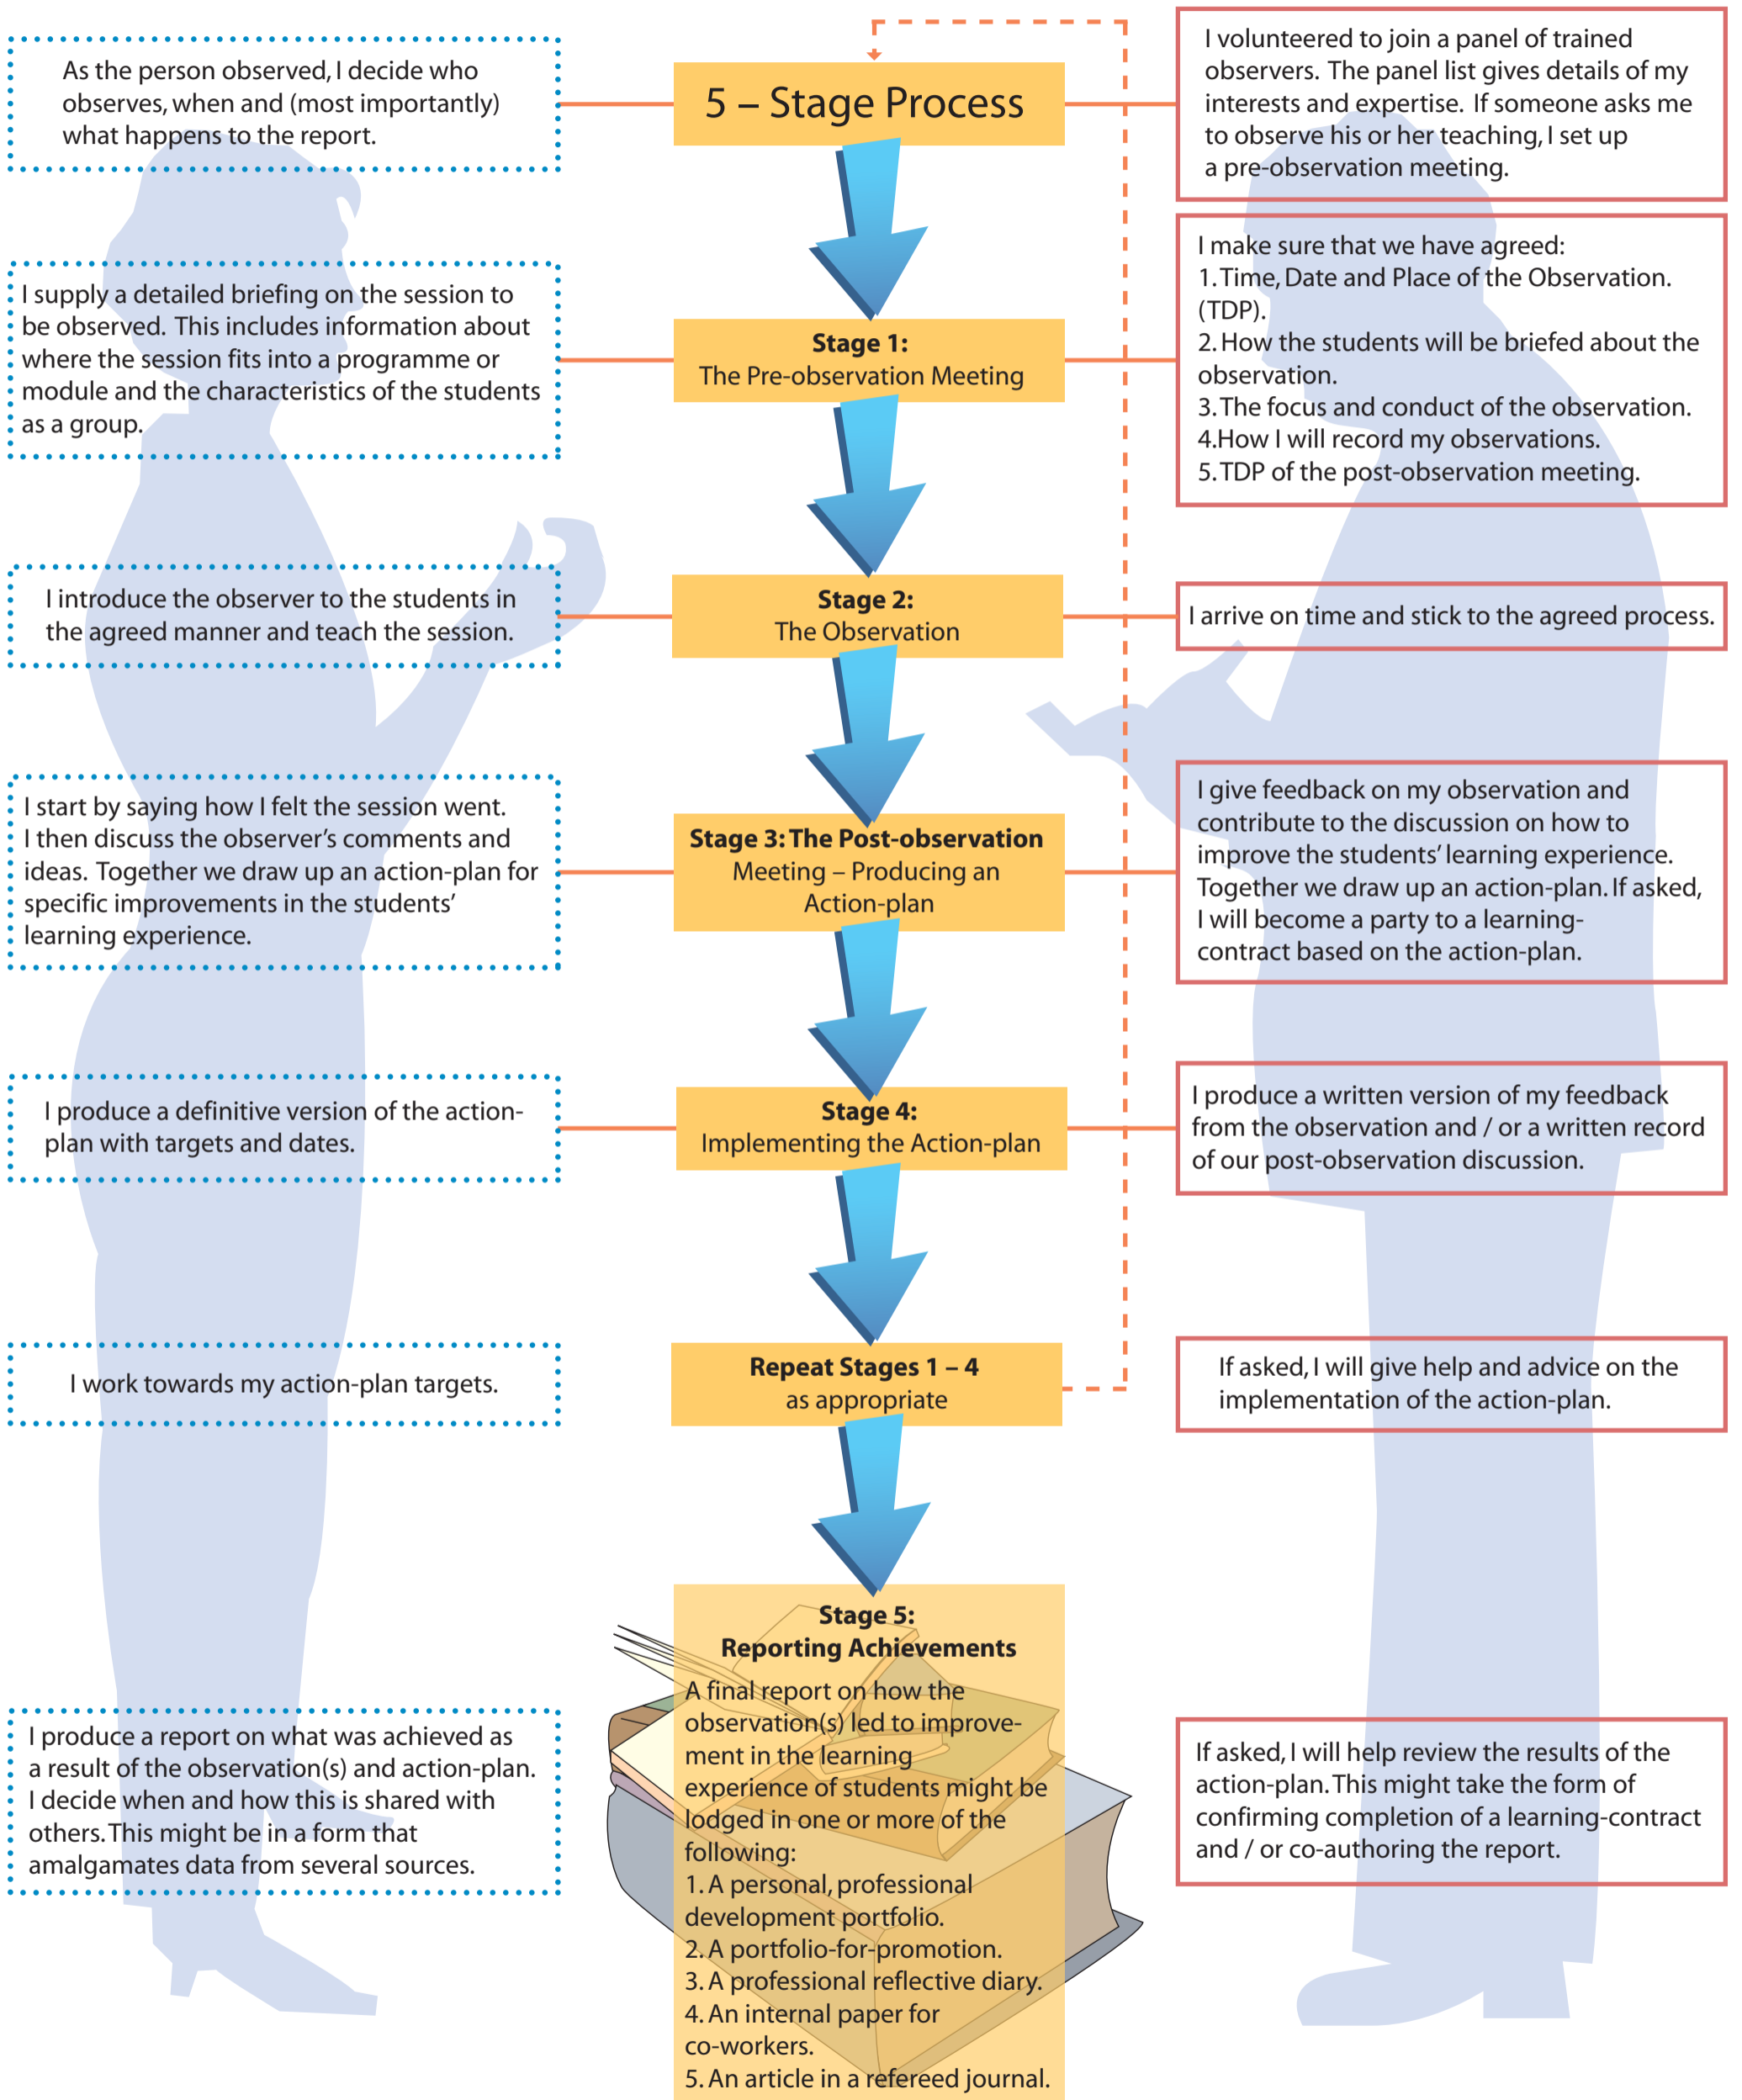 As the person observed, I decide who
observes, when and (most importantly)
what happens to the report.
5 – Stage Process
I volunteered to join a panel of trained
observers. The panel list gives details of my
interests and expertise. If someone asks me
to observe his or her teaching, I set up
a pre-observation meeting.
I supply a detailed briefing on the session to
be observed. This includes information about
where the session fits into a programme or
module and the characteristics of the students
as a group.
Stage 1:
The Pre-observation Meeting
I make sure that we have agreed:
1. Time, Date and Place of the Observation.
(TDP).
2. How the students will be briefed about the
observation.
3. The focus and conduct of the observation.
4.How I will record my observations.
5. TDP of the post-observation meeting.
I introduce the observer to the students in
the agreed manner and teach the session.
Stage 2:
The Observation
I arrive on time and stick to the agreed process.
I start by saying how I felt the session went.
I then discuss the observer’s comments and
ideas. Together we draw up an action-plan for
specific improvements in the students’
learning experience.
Stage 3: The Post-observation
Meeting – Producing an
Action-plan
I give feedback on my observation and
contribute to the discussion on how to
improve the students’ learning experience.
Together we draw up an action-plan. If asked,
I will become a party to a learning-
contract based on the action-plan.
I produce a definitive version of the action-
plan with targets and dates.
Stage 4:
Implementing the Action-plan
I produce a written version of my feedback
from the observation and / or a written record
of our post-observation discussion.
I work towards my action-plan targets.
Repeat Stages 1 – 4
as appropriate
If asked, I will give help and advice on the
implementation of the action-plan.
I produce a report on what was achieved as
a result of the observation(s) and action-plan.
I decide when and how this is shared with
others. This might be in a form that
amalgamates data from several sources.
Stage 5:
Reporting Achievements
A final report on how the
observation(s) led to improve-
ment in the learning
experience of students might be
lodged in one or more of the
following:
1. A personal, professional
development portfolio.
2. A portfolio-for-promotion.
3. A professional reflective diary.
4. An internal paper for
co-workers.
5. An article in a refereed journal.
If asked, I will help review the results of the
action-plan. This might take the form of
confirming completion of a learning-contract
and / or co-authoring the report.